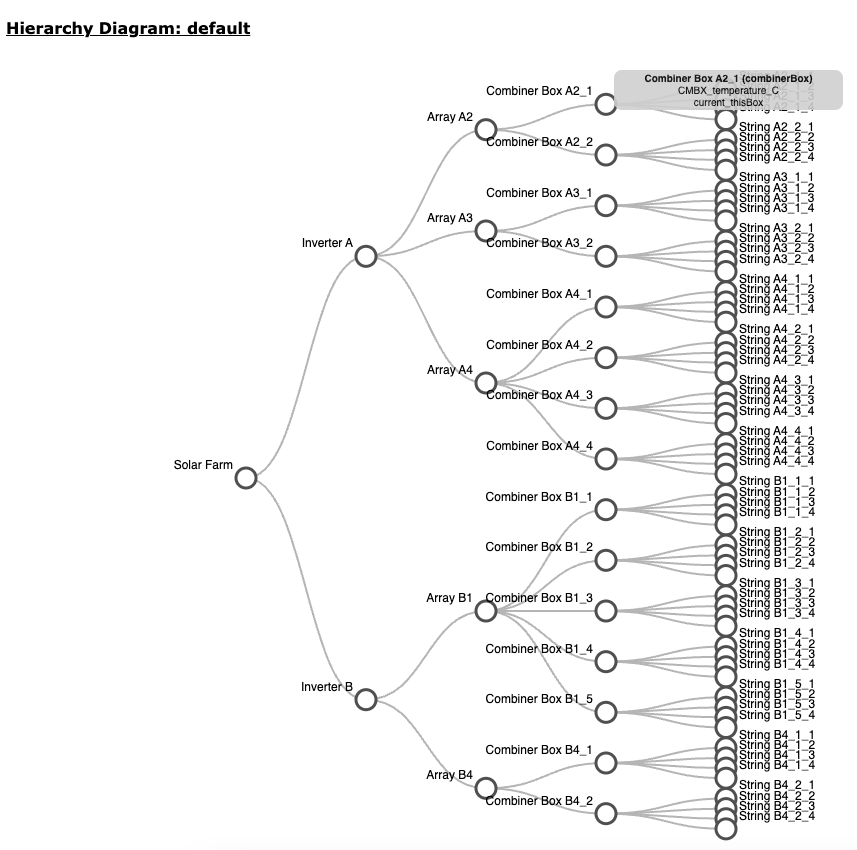 Hierarchy Diagram: default
Combiner Box A2_1 (combinerBox)
CMBX_temperature_C
current_thisBox
Combiner Box A2_1
Array A2
String A2_2_1
Combiner Box A2_2
String A2_2_2
String A2_2_3
String A2_2_4
String A3_1_1
Combiner Box A3_1
String A3_1_2
String A3_1_3
String A3_1_4
Array A3
String A3_2_1
Inverter A
Combiner Box A3_2
String A3_2_2
String A3_2_3
String A3_2_4
String A4_1_1
Combiner Box A4_1
String A4_1_2
String A4_1_3
String A4_1_4
String A4_2_1
Combiner Box A4_2
String A4_2_2
String A4_2_3
String A4_2_4
Array A4
String A4_3_1
Combiner Box A4_3
String A4_3_2
String A4_3_3
String A4_3_4
String A4_4_1
Combiner Box A4_4
String A4_4_2
String A4_4_3
String A4_4_4
Solar Farm
String B1_1_1
Combiner Box B1_1
String B1_1_2
String B1_1_3
String B1_1_4
String B1_2_1
Combiner Box B1_2
String B1_2_2
String B1_2_3
String B1_2_4
String B1_3_1
Array B1
Combiner Box B1_3
String B1_3_2
String B1_3_3
String B1_3_4
String B1_4_1
Combiner Box B1_4
String B1_4_2
String B1_4_3
String B1_4_4
Inverter B
String B1_5_1
Combiner Box B1_5
String B1_5_2
String B1_5_3
String B1_5_4
String B4_1_1
Combiner Box B4_1
String B4_1_2
String B4_1_3
String B4_1_4
Array B4
String B4_2_1
Combiner Box B4_2
String B4_2_2
String B4_2_3
String B4_2_4